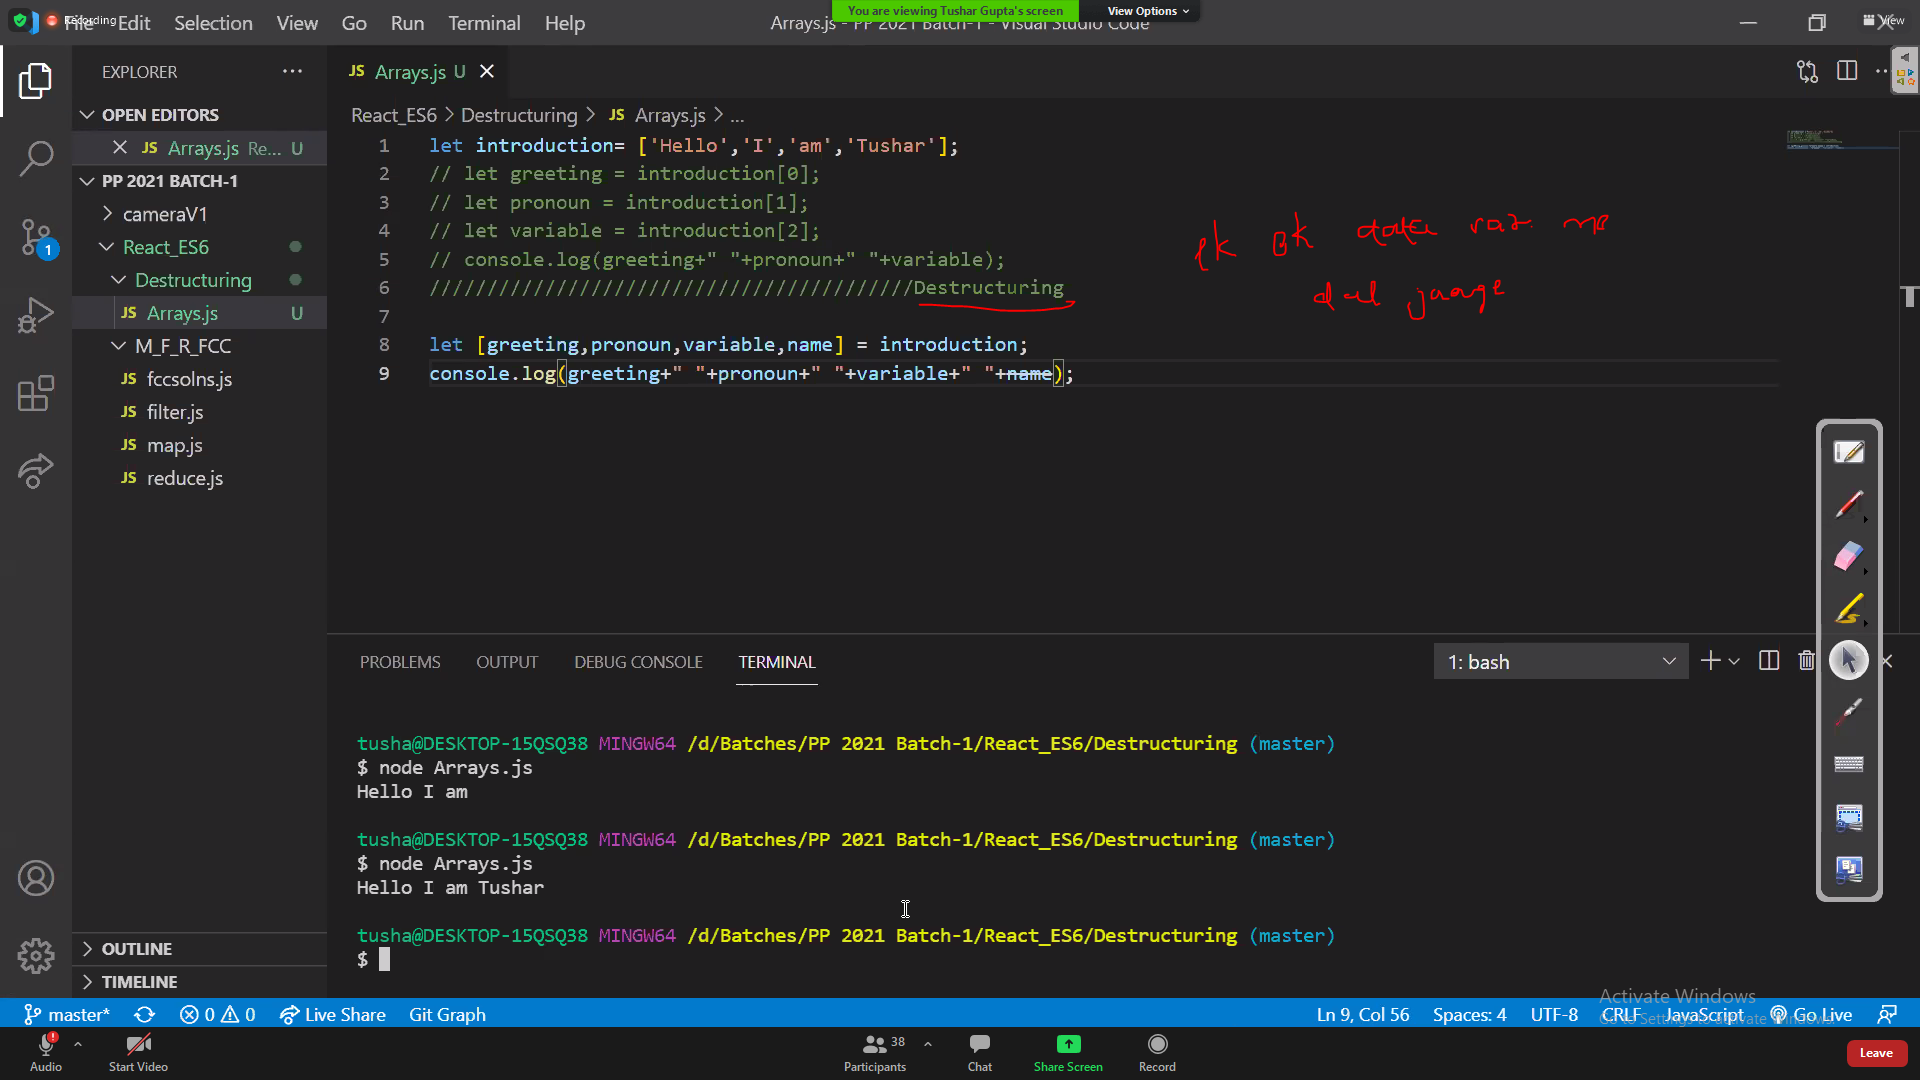 Recording
File Edit Selection View Go Run Terminal Help
You are viewing Tushar Gupta's screen
View Options
Arrays.js - PP 2021 Batch-1 - Visual Studio Code
View
EXPLORER
JS Arrays.js U
OPEN EDITORS
JS Arrays.js Re... U
PP 2021 BATCH-1
cameraV1
React_ES6
Destructuring
JS Arrays.js U
M_F_R_FCC
JS fccsolns.js
JS filter.js
JS map.js
JS reduce.js
OUTLINE
TIMELINE
React_ES6 > Destructuring > JS Arrays.js > ...
1 let introduction= ['Hello','I','am','Tushar'];
2 // let greeting = introduction[0];
3 // let pronoun = introduction[1];
4 // let variable = introduction[2];
5 // console.log(greeting+" "+pronoun+" "+variable);
6 //////////////////////////////////////////Destructuring
7
8 let [greeting,pronoun,variable,name] = introduction;
9 console.log(greeting+" "+pronoun+" "+variable+" "+name);
data
PROBLEMS OUTPUT DEBUG CONSOLE TERMINAL
1: bash
tusha@DESKTOP-15QSQ38 MINGW64 /d/Batches/PP 2021 Batch-1/React_ES6/Destructuring (master)
$ node Arrays.js
Hello I am
tusha@DESKTOP-15QSQ38 MINGW64 /d/Batches/PP 2021 Batch-1/React_ES6/Destructuring (master)
$ node Arrays.js
Hello I am Tushar
tusha@DESKTOP-15QSQ38 MINGW64 /d/Batches/PP 2021 Batch-1/React_ES6/Destructuring (master)
$
Activate Windows
Go to Settings to activate Windows.
master* 0 0 Live Share Git Graph
Ln 9, Col 56 Spaces: 4 UTF-8 CRLF JavaScript Go Live
1
Audio Start Video
38
Participants Chat Share Screen Record
Leave